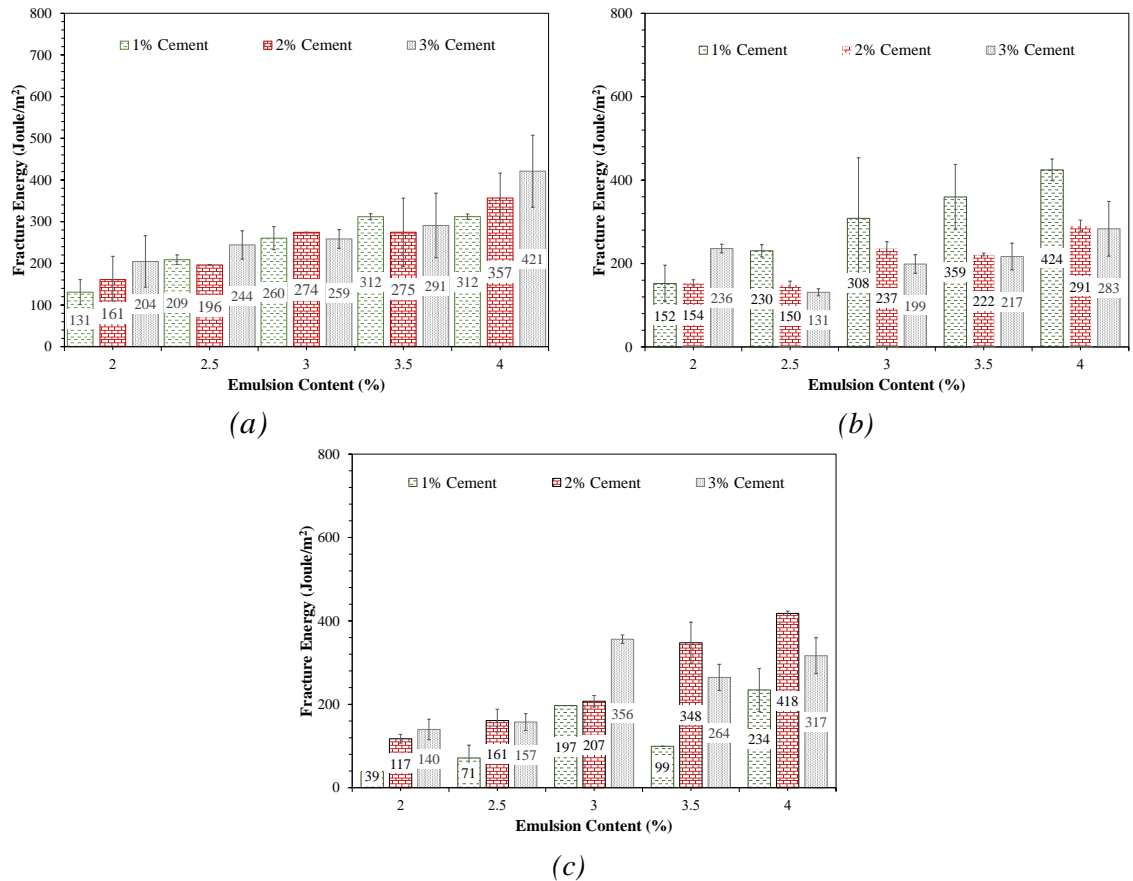 800
700
600
500
400
300
200
100
0
Fracture Energy (Joule/m²)
1% Cement 2% Cement 3% Cement
131 161 204 209 196 244 260 274 259 312 275 291 312 357 421
2 2.5 3 3.5 4
Emulsion Content (%)
(a)
800
600
400
200
0
Fracture Energy (Joule/m²)
1% Cement 2% Cement 3% Cement
152 154 236 230 150 131 308 237 199 359 222 217 424 291 283
2 2.5 3 3.5 4
Emulsion Content (%)
(b)
800
600
400
200
0
Fracture Energy (Joule/m²)
1% Cement 2% Cement 3% Cement
39 117 140 71 161 157 197 207 356 99 348 264 234 418 317
2 2.5 3 3.5 4
Emulsion Content (%)
(c)